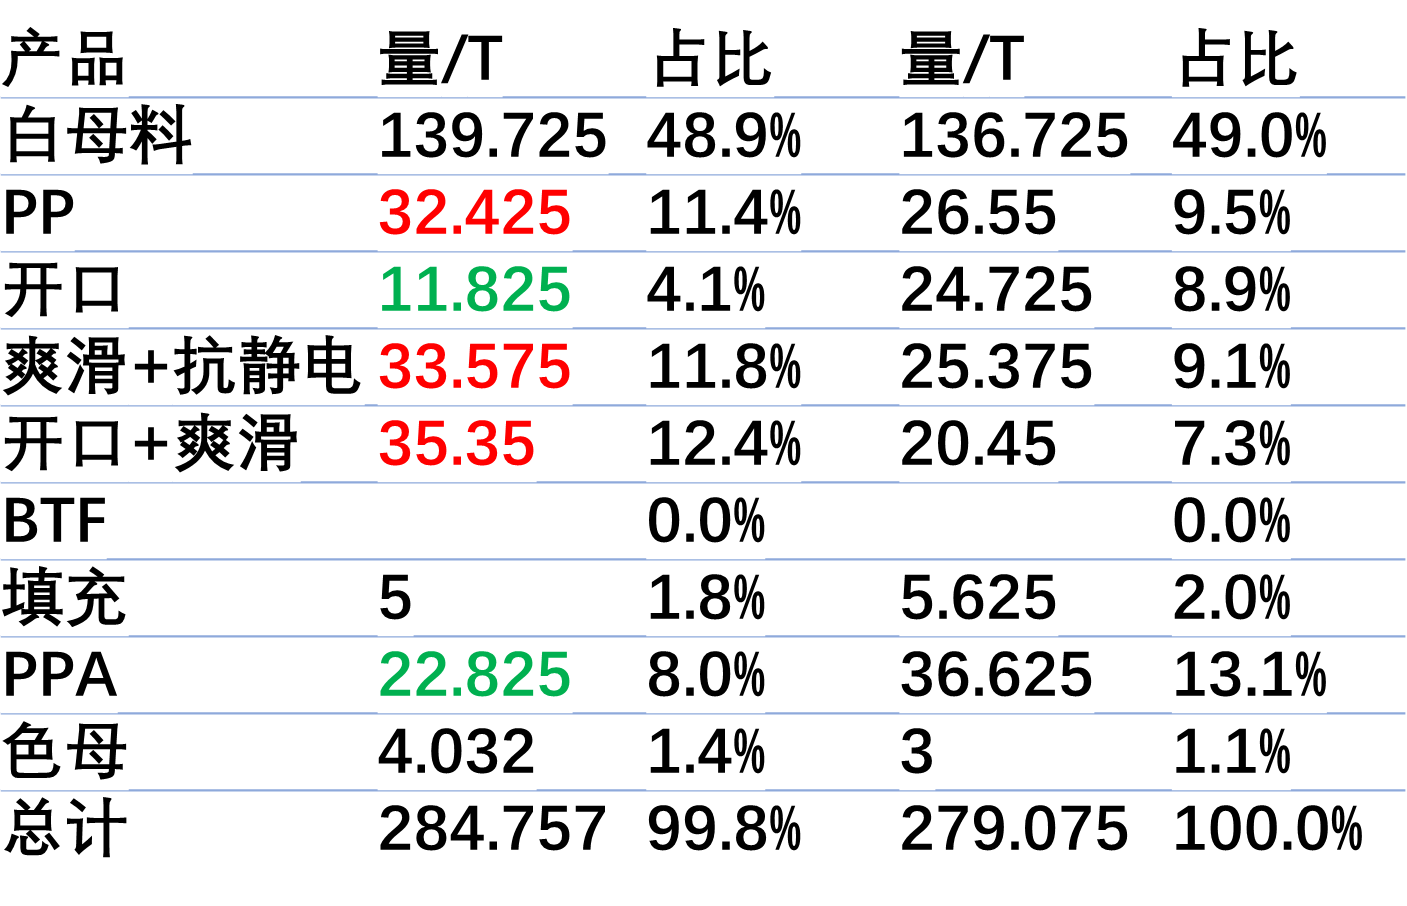 产品 量/T 占比 量/T 占比
白母料 139.725 48.9% 136.725 49.0%
PP 32.425 11.4% 26.55 9.5%
开口 11.825 4.1% 24.725 8.9%
爽滑+抗静电 33.575 11.8% 25.375 9.1%
开口+爽滑 35.35 12.4% 20.45 7.3%
BTF 0.0% 0.0%
填充 5 1.8% 5.625 2.0%
PPA 22.825 8.0% 36.625 13.1%
色母 4.032 1.4% 3 1.1%
总计 284.757 99.8% 279.075 100.0%